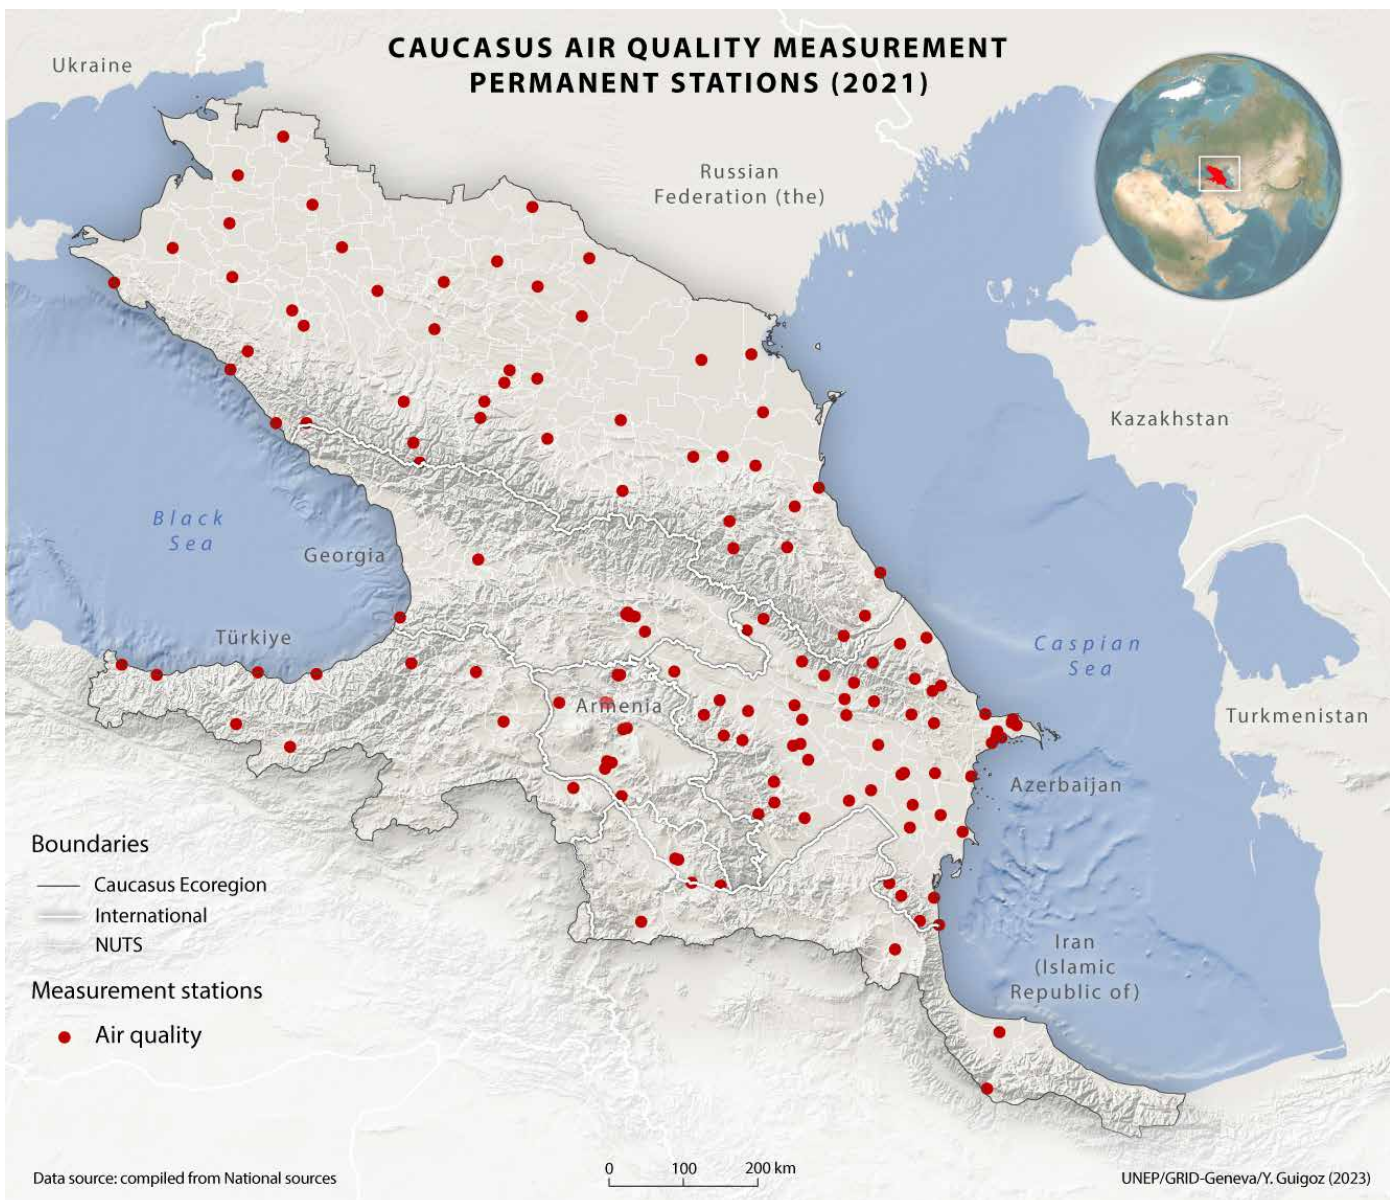 CAUCASUS AIR QUALITY MEASUREMENT
PERMANENT STATIONS (2021)
Ukraine
Russian
Federation (the)
Kazakhstan
Black
Sea
Georgia
Türkiye
Caspian
Sea
Armenia
Turkmenistan
Azerbaijan
Iran
(Islamic
Republic of)
Boundaries
Caucasus Ecoregion
International
NUTS
Measurement stations
Air quality
0 100 200 km
Data source: compiled from National sources
UNEP/GRID-Geneva/Y. Guigoz (2023)